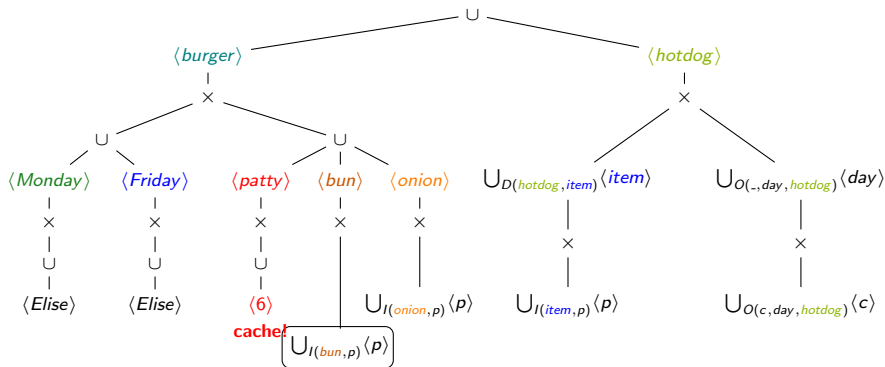 ∪
⟨burger⟩ ⟨hotdog⟩
× ×
∪ ∪
⟨Monday⟩ ⟨Friday⟩ ⟨patty⟩ ⟨bun⟩ ⟨onion⟩ ⋃D(hotdog,item)⟨item⟩ ⋃O(_,day,hotdog)⟨day⟩
× × × × ×
∪ ∪ ∪ × ×
⟨Elise⟩ ⟨Elise⟩ ⟨6⟩ ⋃I(onion,p)⟨p⟩ ⋃I(item,p)⟨p⟩ ⋃O(c,day,hotdog)⟨c⟩
cache!
⋃I(bun,p)⟨p⟩